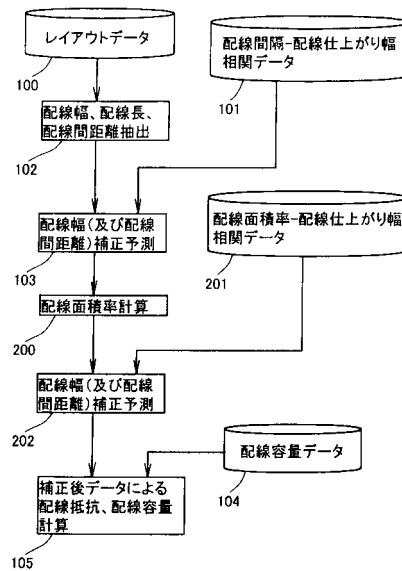 レイアウトデータ
100
配線間隔-配線仕上がり幅
相関データ
101
配線幅、配線長、
配線間距離抽出
102
配線幅(及び配線
間距離)補正予測
103
配線面積率-配線仕上がり幅
相関データ
201
配線面積率計算
200
配線幅(及び配線
間距離)補正予測
202
配線容量データ
104
補正後データによる
配線抵抗、配線容量
計算
105